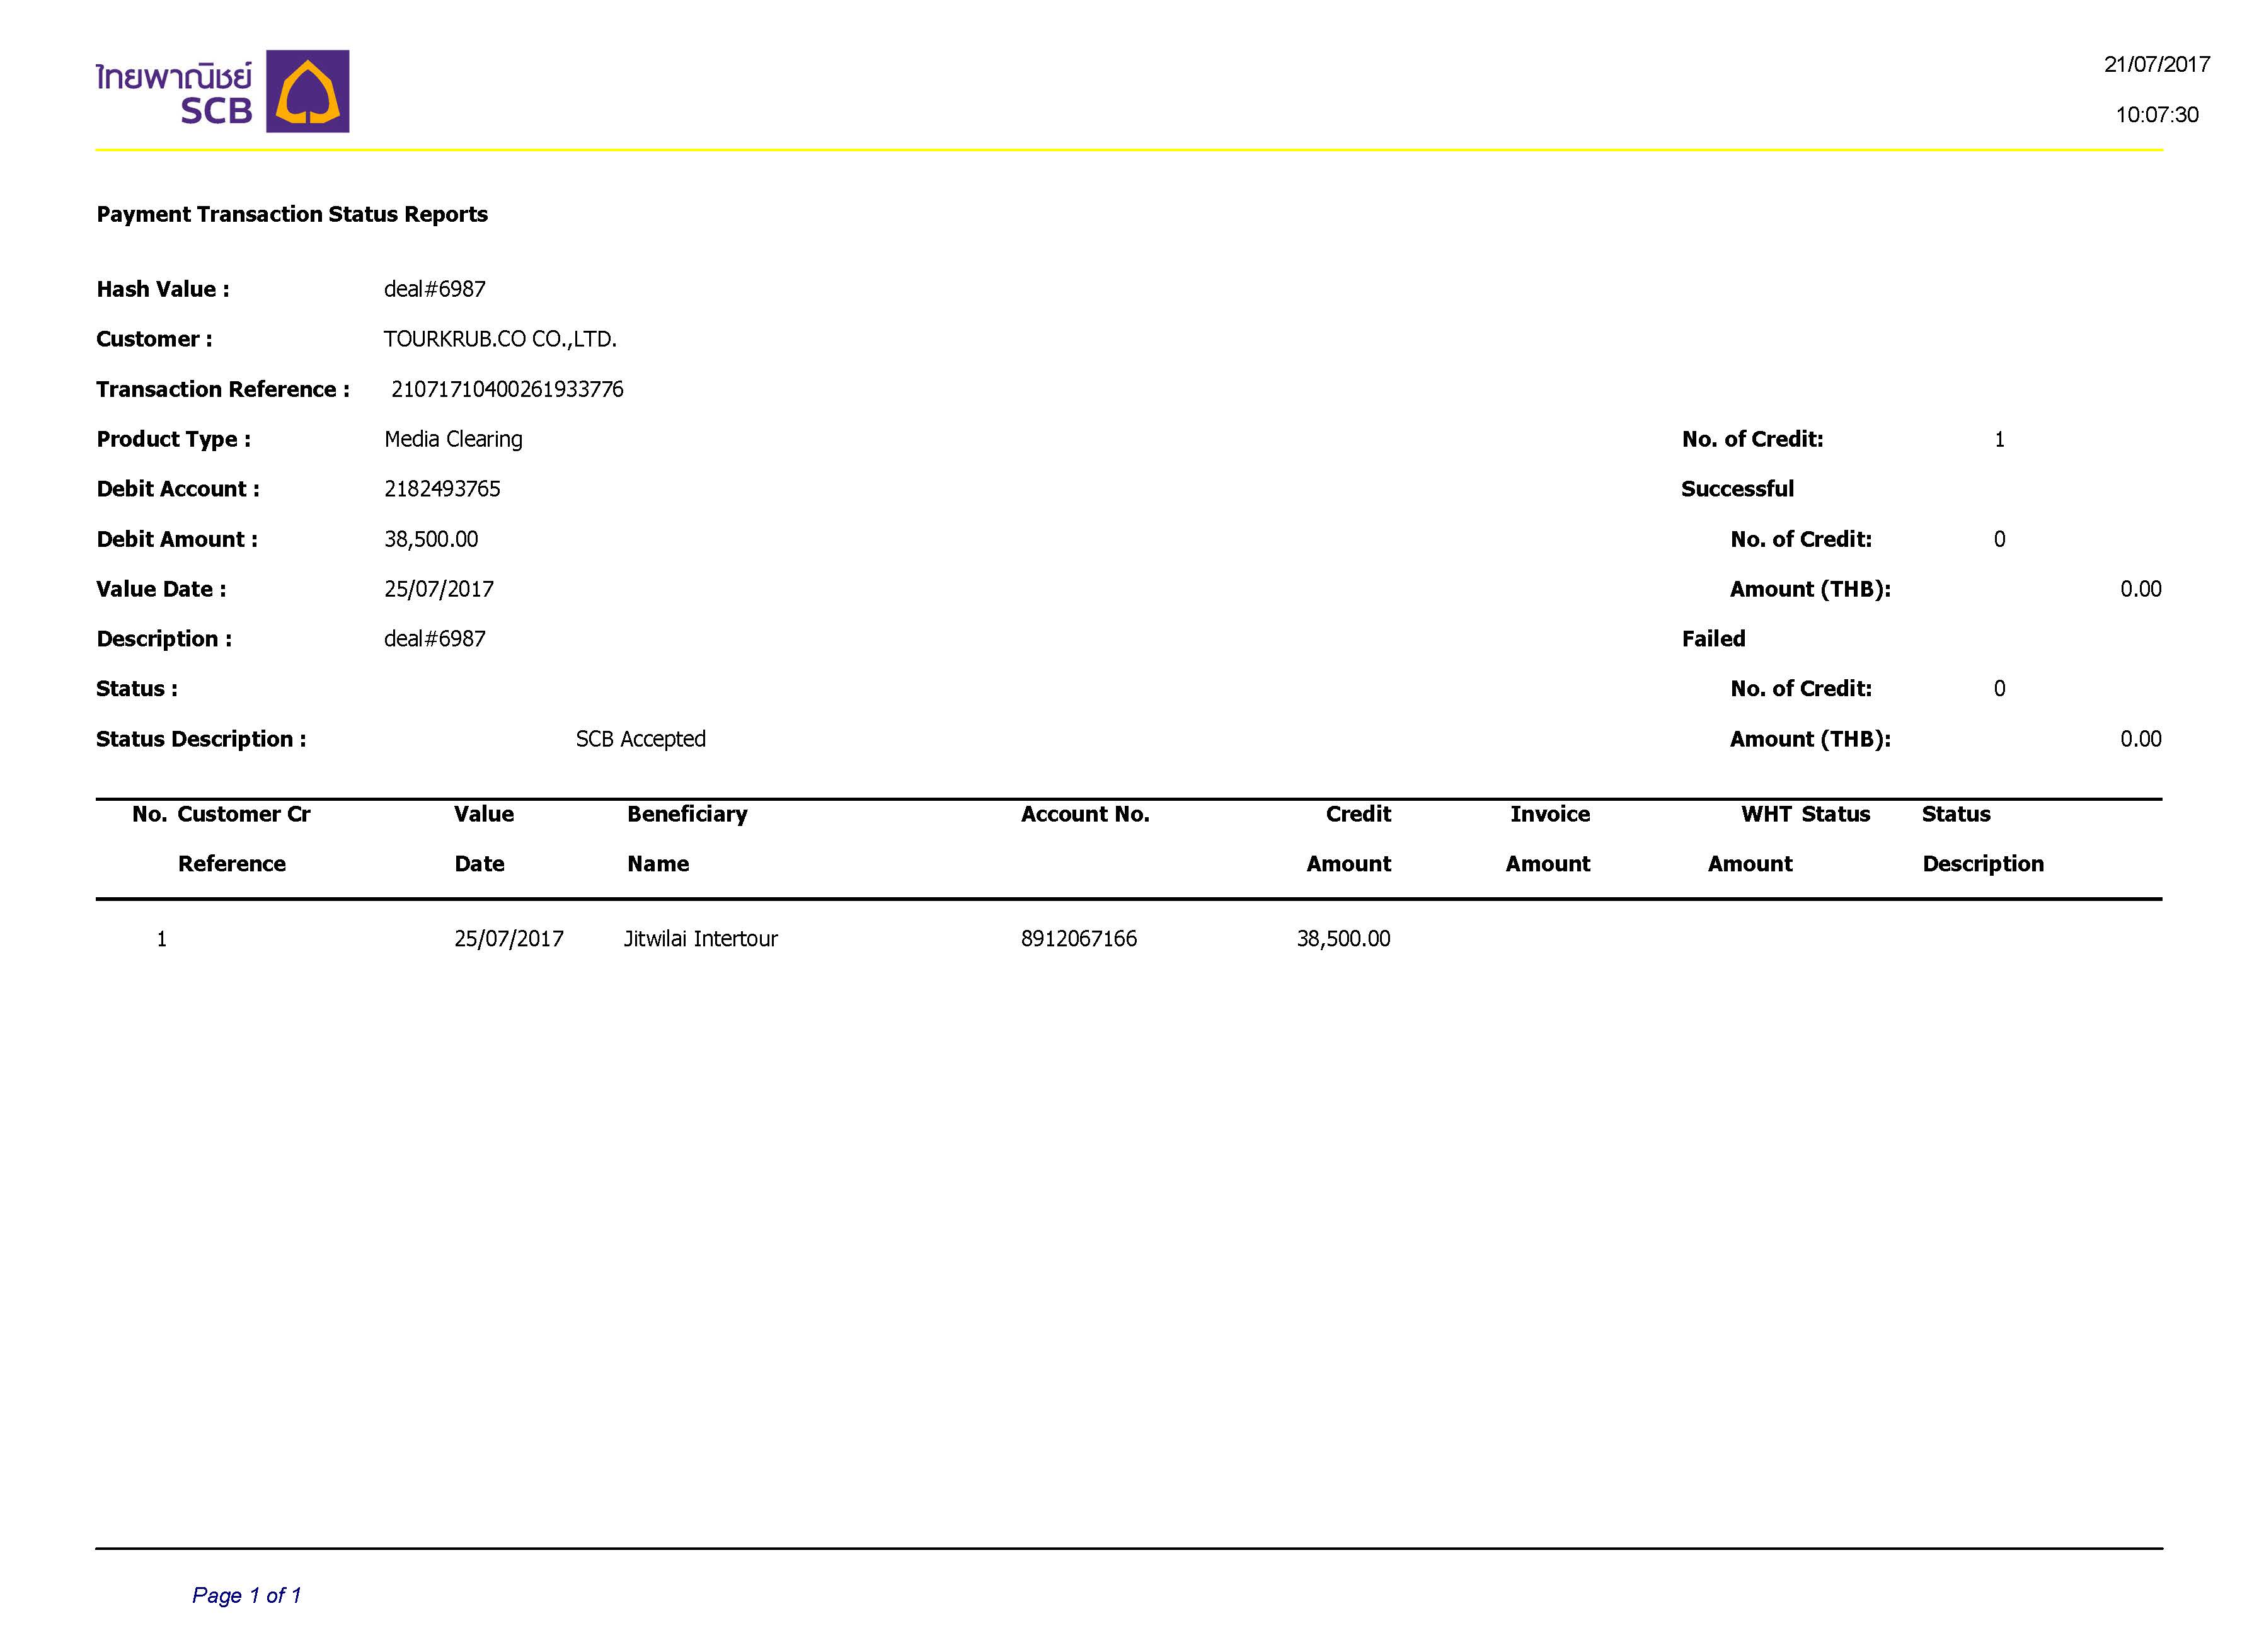 ไทยพาณิชย์
SCB
21/07/2017
10:07:30
Payment Transaction Status Reports
Hash Value : deal#6987
Customer : TOURKRUB.CO CO.,LTD.
Transaction Reference : 21071710400261933776
Product Type : Media Clearing No. of Credit: 1
Debit Account : 2182493765 Successful
Debit Amount : 38,500.00 No. of Credit: 0
Value Date : 25/07/2017 Amount (THB): 0.00
Description : deal#6987 Failed
Status : No. of Credit: 0
Status Description : SCB Accepted Amount (THB): 0.00
No. Customer Cr Value Beneficiary Account No. Credit Invoice WHT Status Status
Reference Date Name Amount Amount Amount Description
1 25/07/2017 Jitwilai Intertour 8912067166 38,500.00
Page 1 of 1